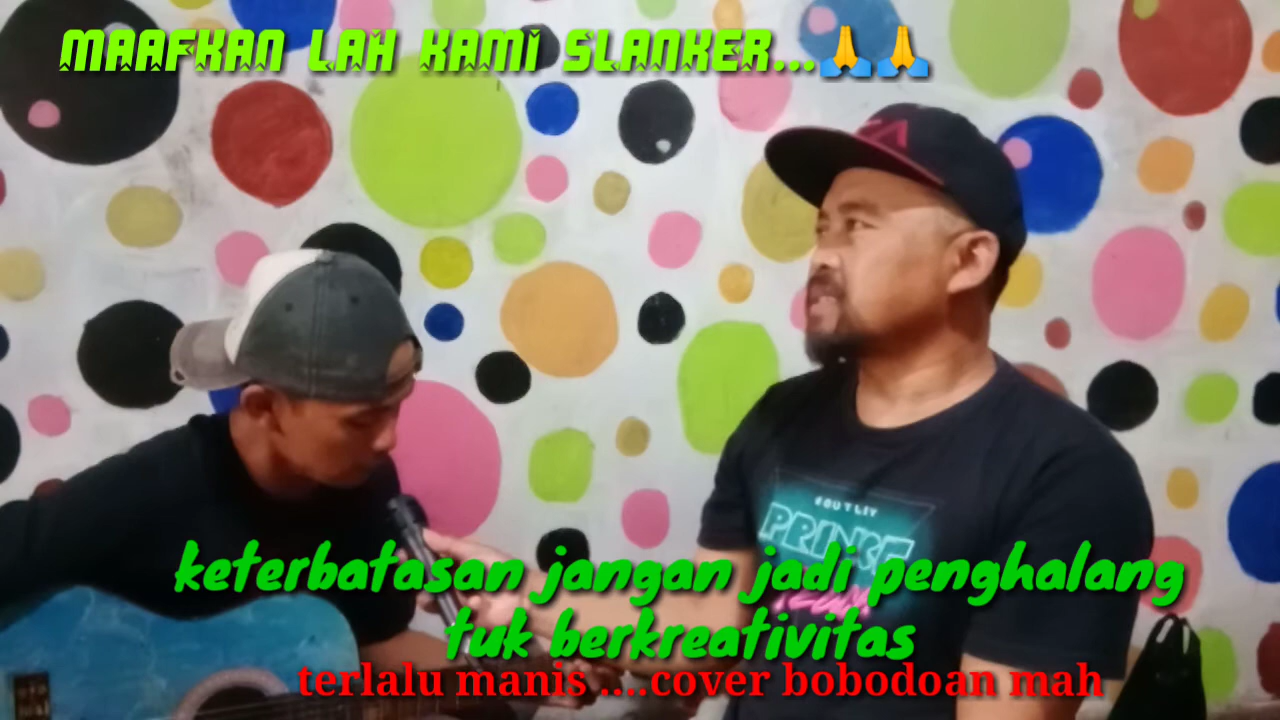 MAAFKAN LAH KAMI SLANKER...🙏🙏
keterbatasan jangan jadi penghalang
tuk berkreativitas
terlalu manis ....cover bobodoan mah